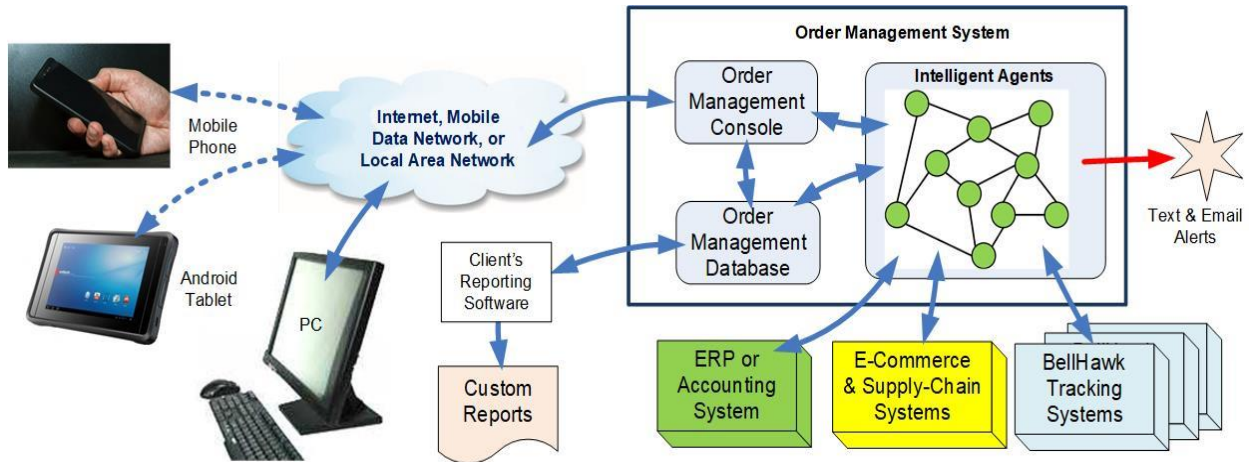 Order Management System
Mobile
Phone
Internet, Mobile
Data Network, or
Local Area Network
Order
Management
Console
Intelligent Agents
Order
Management
Database
Text & Email
Alerts
Android
Tablet
PC
Client's
Reporting
Software
Custom
Reports
ERP or
Accounting
System
E-Commerce
& Supply-Chain
Systems
BellHawk
Tracking
Systems